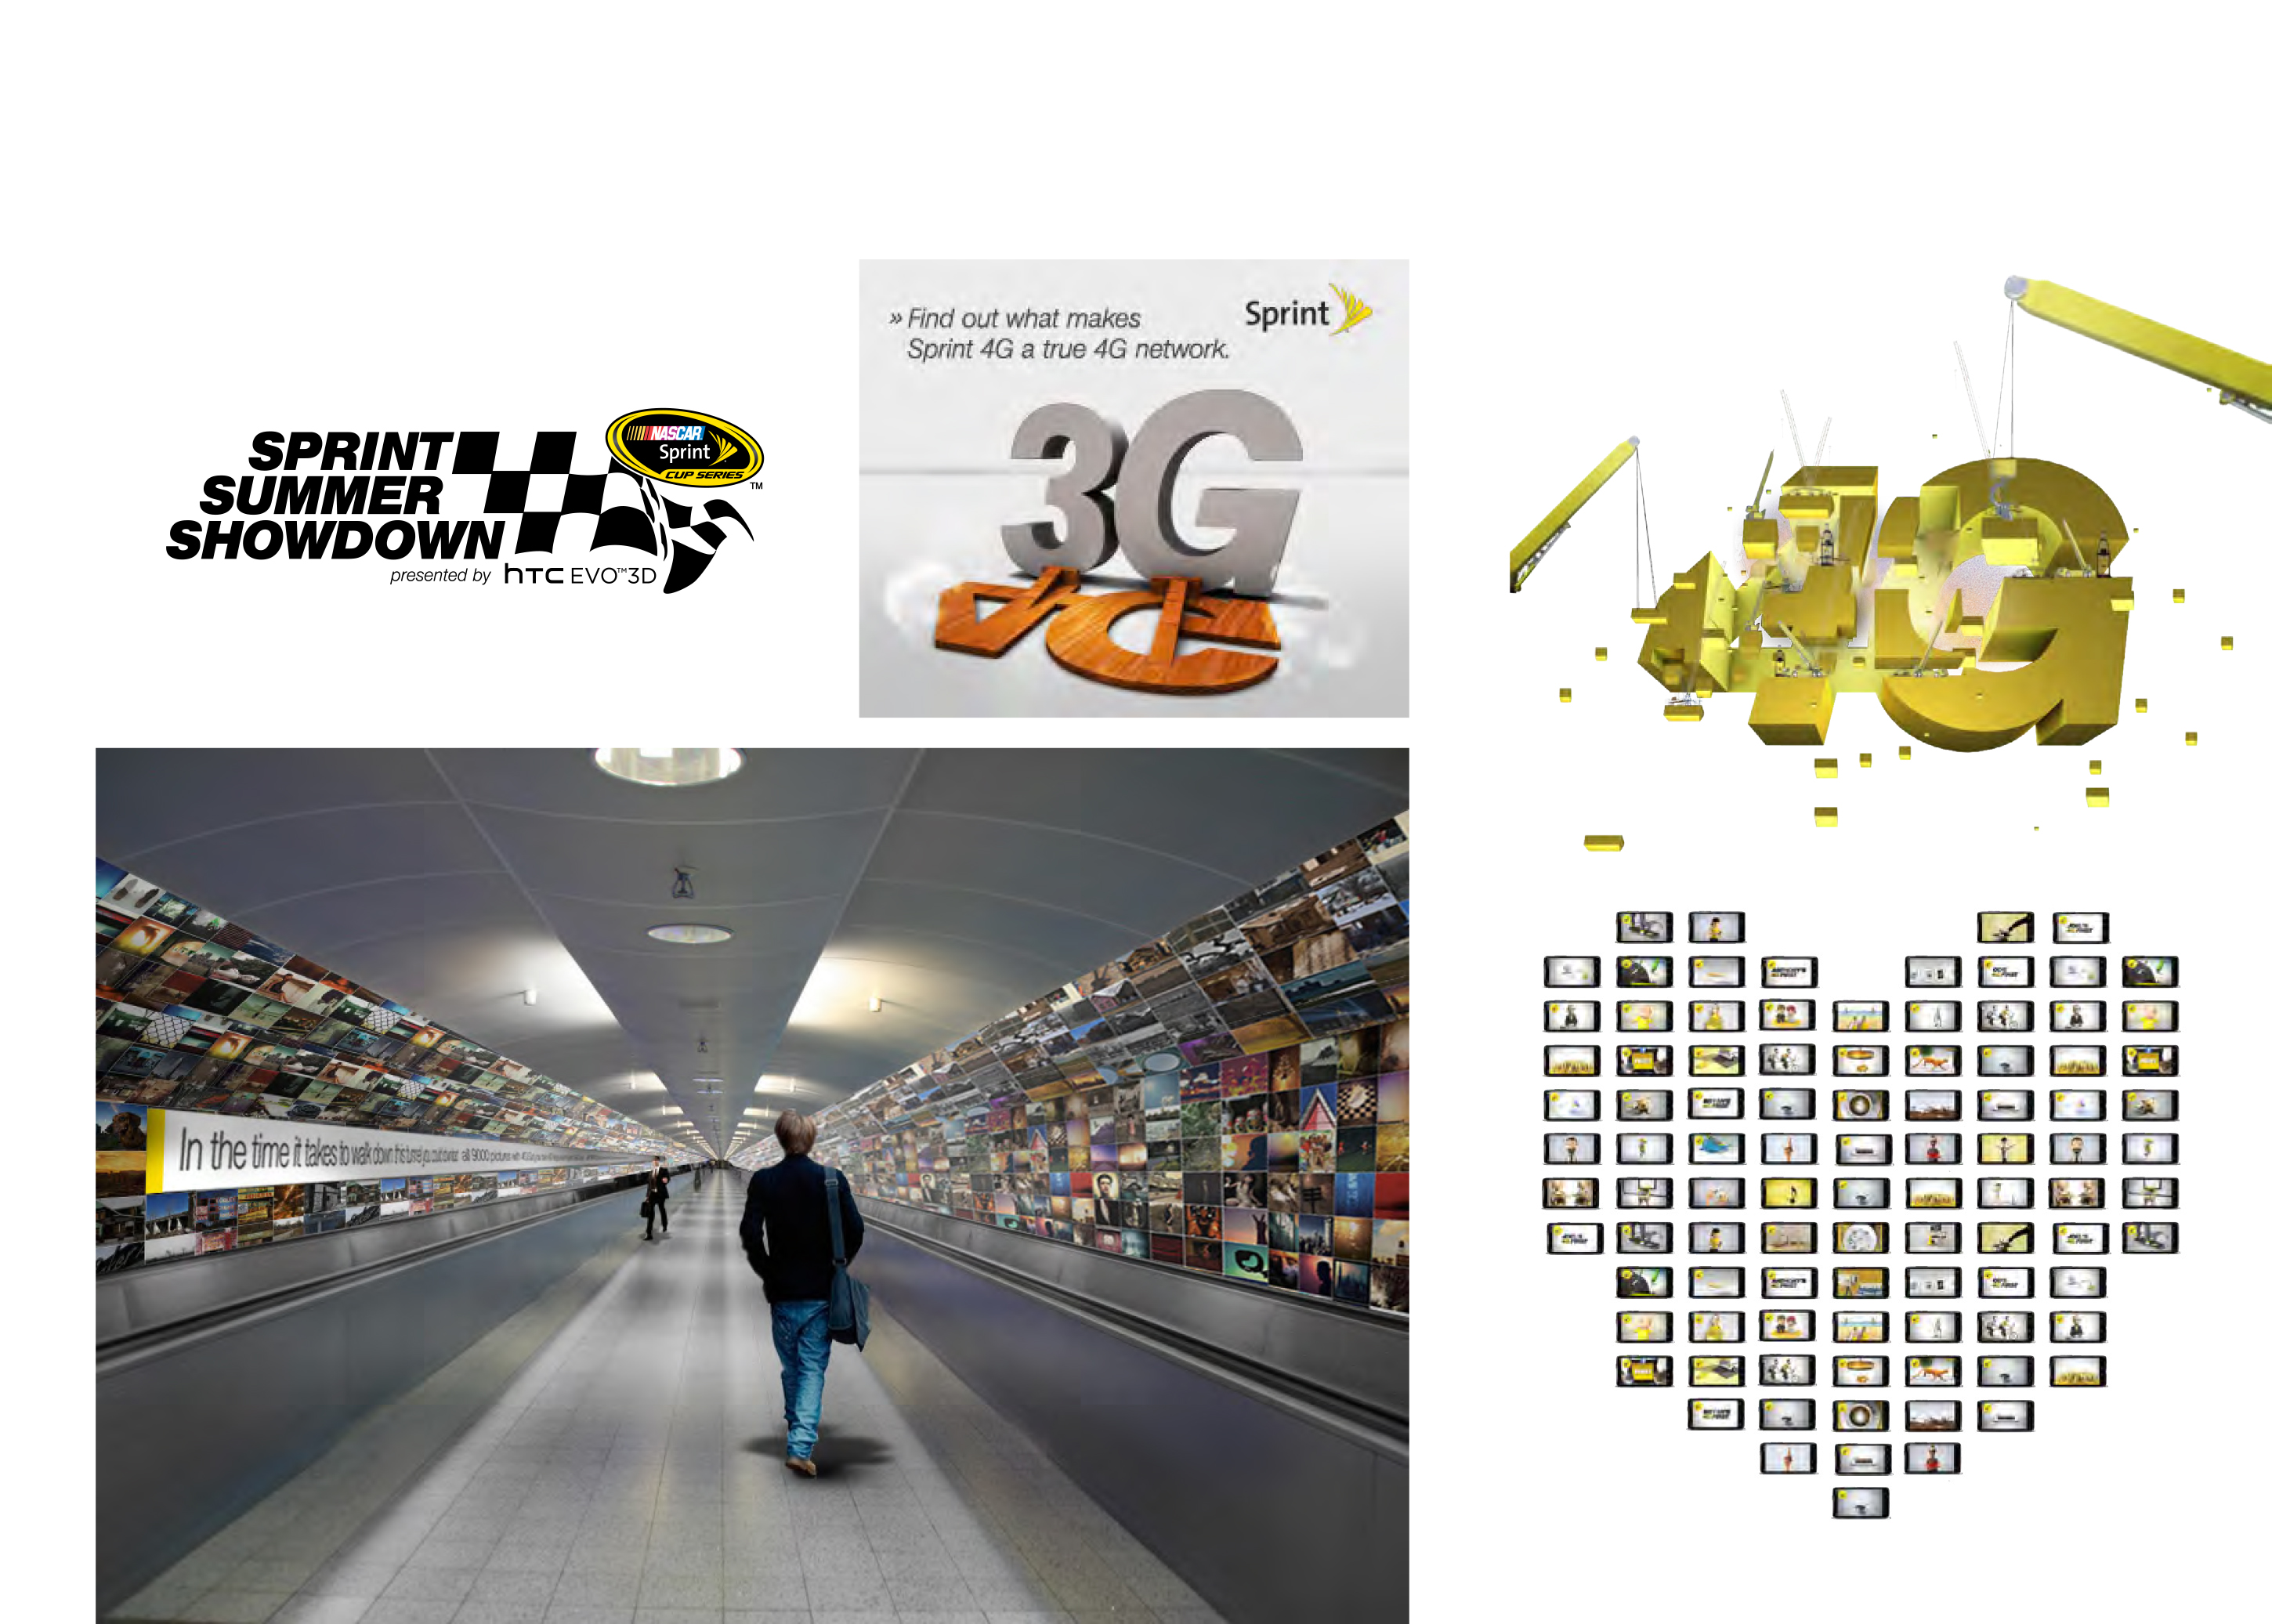 SPRINT
SUMMER
SHOWDOWN
presented by hTC EVO™3D
NASCAR
Sprint
CUP SERIES
TM
» Find out what makes
Sprint 4G a true 4G network.
Sprint
3G
4G
4G
In the time it takes to walk down this tunnel you could all 9000 pictures with